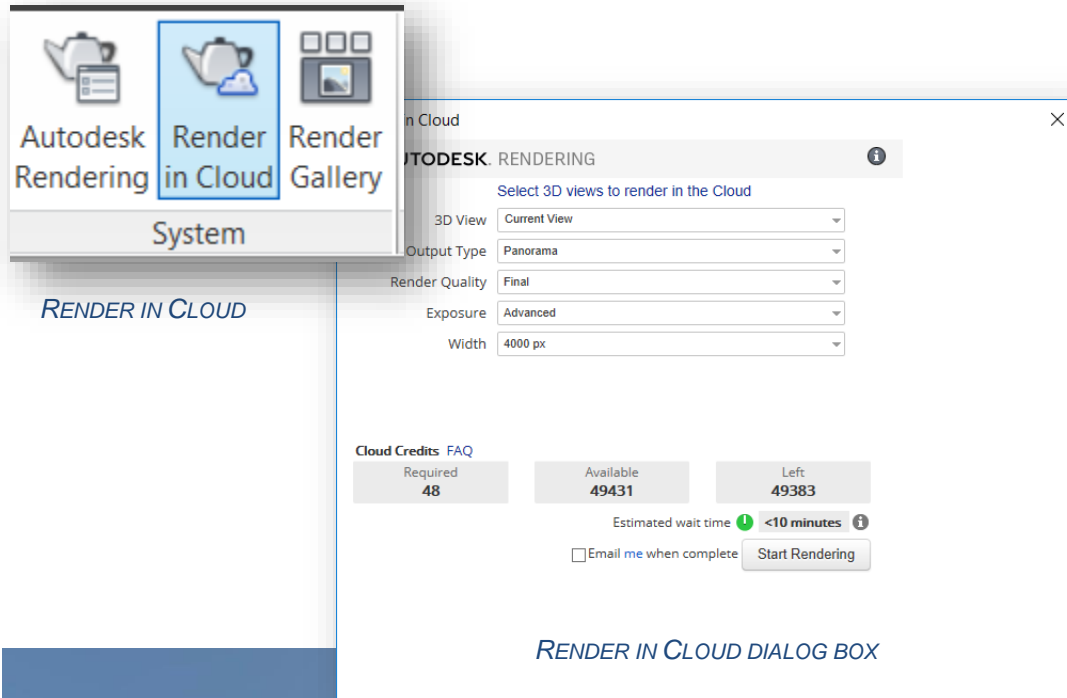 Autodesk Rendering
Render in Cloud
Render Gallery
System
RENDER IN CLOUD
n Cloud
UTODESK. RENDERING
Select 3D views to render in the Cloud
3D View Current View
Output Type Panorama
Render Quality Final
Exposure Advanced
Width 4000 px
Cloud Credits FAQ
Required Available Left
48 49431 49383
Estimated wait time <10 minutes
Email me when complete Start Rendering
RENDER IN CLOUD DIALOG BOX